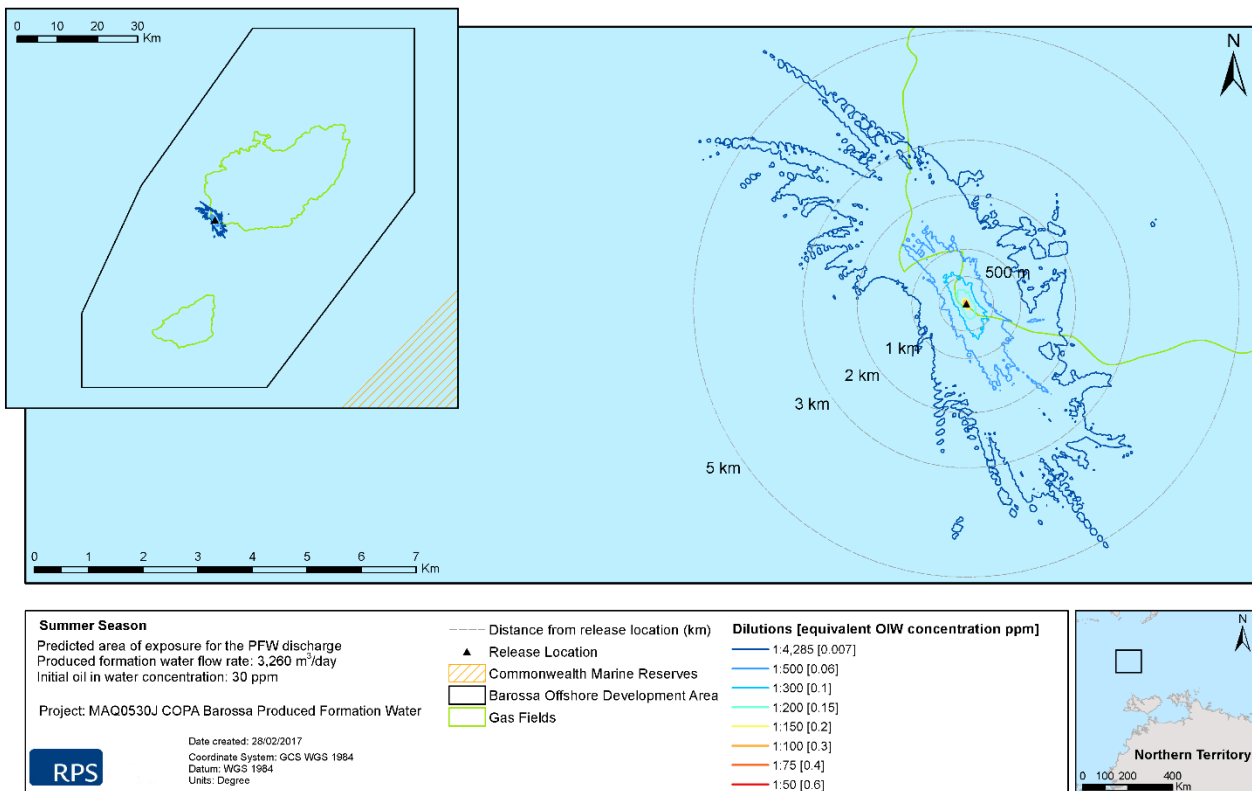 0 10 20 30
Km
N
500 m
1 km
2 km
3 km
5 km
0 1 2 3 4 5 6 7
Km
Summer Season
Predicted area of exposure for the PFW discharge
Produced formation water flow rate: 3,260 m³/day
Initial oil in water concentration: 30 ppm
Project: MAQ0530J COPA Barossa Produced Formation Water
Date created: 28/02/2017
Coordinate System: GCS WGS 1984
Datum: WGS 1984
Units: Degree
RPS
Distance from release location (km)
Release Location
Commonwealth Marine Reserves
Barossa Offshore Development Area
Gas Fields
Dilutions [equivalent OIW concentration ppm]
1:4,285 [0.007]
1:500 [0.06]
1:300 [0.1]
1:200 [0.15]
1:150 [0.2]
1:100 [0.3]
1:75 [0.4]
1:50 [0.6]
N
Northern Territory
0 100 200 400
Km